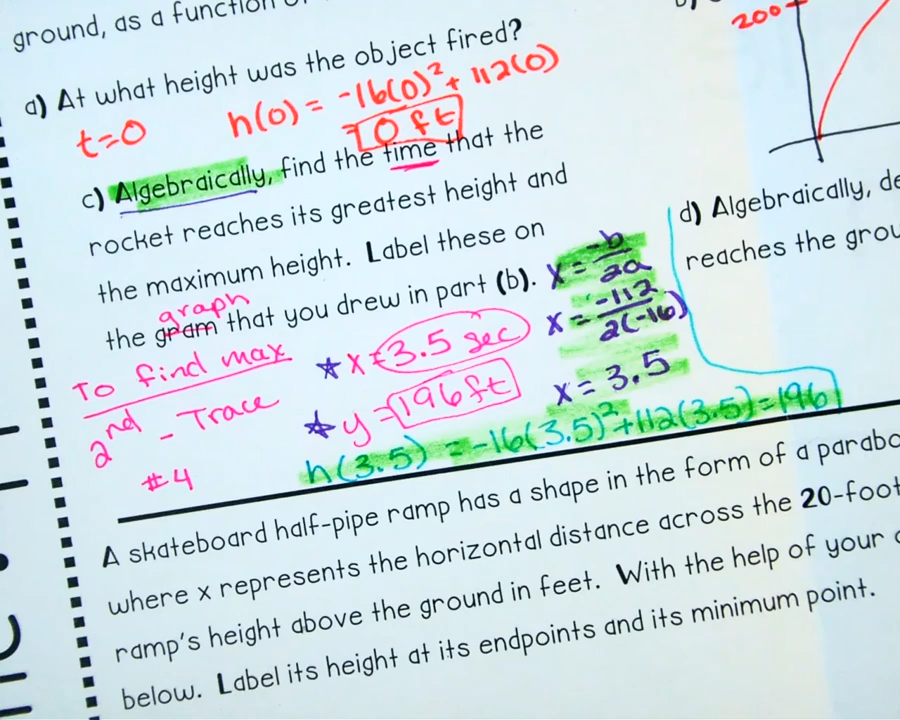 ground, as a function
a) At what height was the object fired?
t=0 h(0) = -16(0)² + 112(0)
= 0 ft
200
c) Algebraically, find the time that the
rocket reaches its greatest height and
the maximum height. Label these on
graph
the gram that you drew in part (b).
x = -b/2a
x = -112/2(-16)
x = 3.5
To find max
2nd - Trace
#4
★ x = 3.5 sec
★ y = 196 ft
h(3.5) = -16(3.5)² + 112(3.5) = 196
d) Algebraically, de
reaches the grou
A skateboard half-pipe ramp has a shape in the form of a parabo
where x represents the horizontal distance across the 20-foot
ramp's height above the ground in feet. With the help of your
below. Label its height at its endpoints and its minimum point.